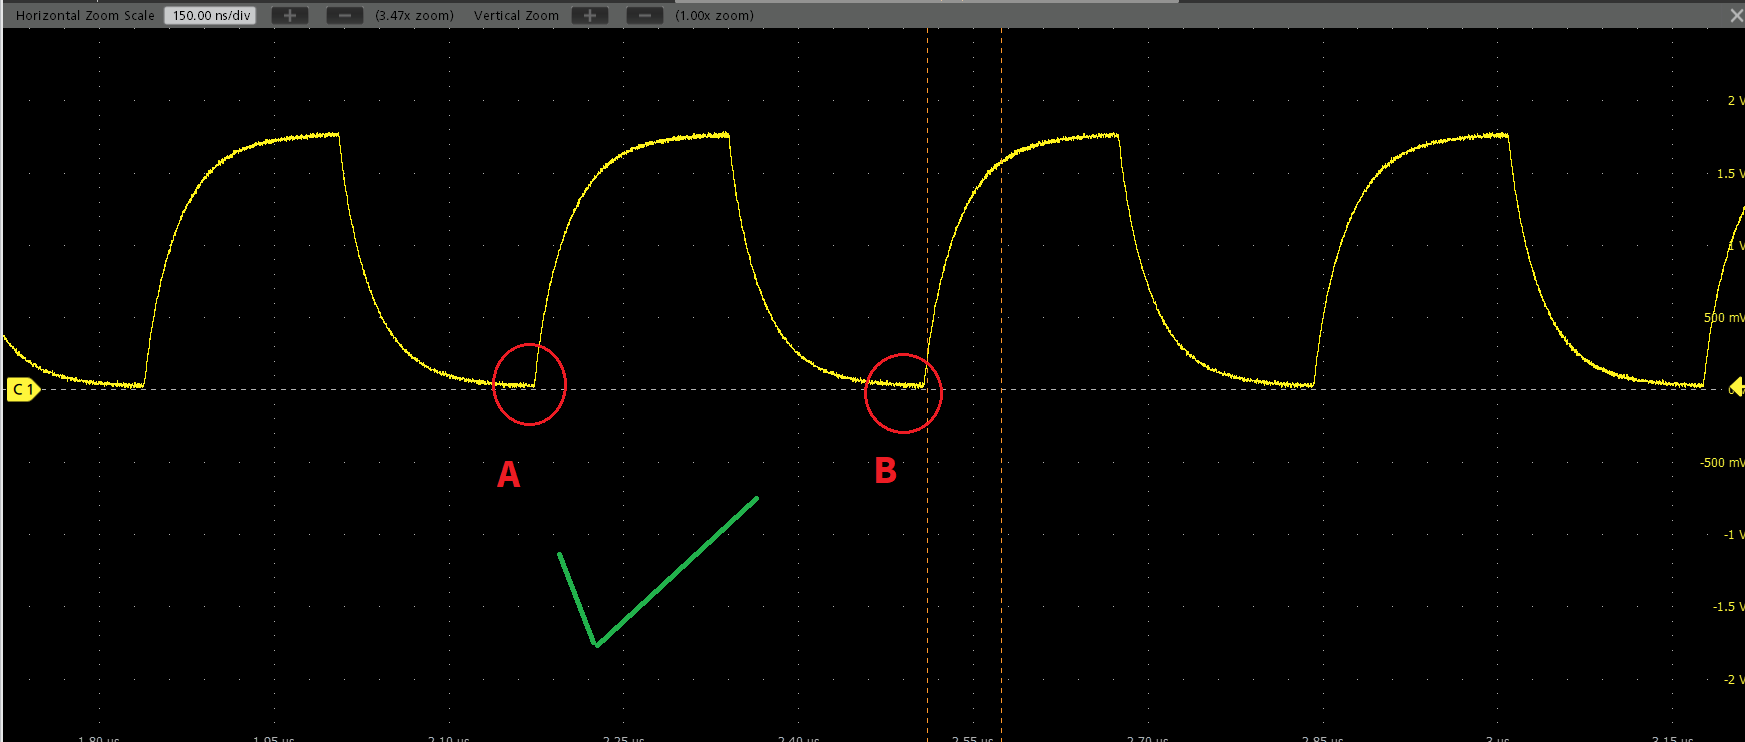 Horizontal Zoom Scale 150.00 ns/div + − (3.47x zoom) Vertical Zoom + − (1.00x zoom)
2 V
1.5 V
1 V
500 mV
C 1
-500 mV
A
B
-1 V
-1.5 V
-2 V
1.80 µs 1.95 µs 2.10 µs 2.25 µs 2.40 µs 2.55 µs 2.70 µs 2.85 µs 3 µs 3.15 µs